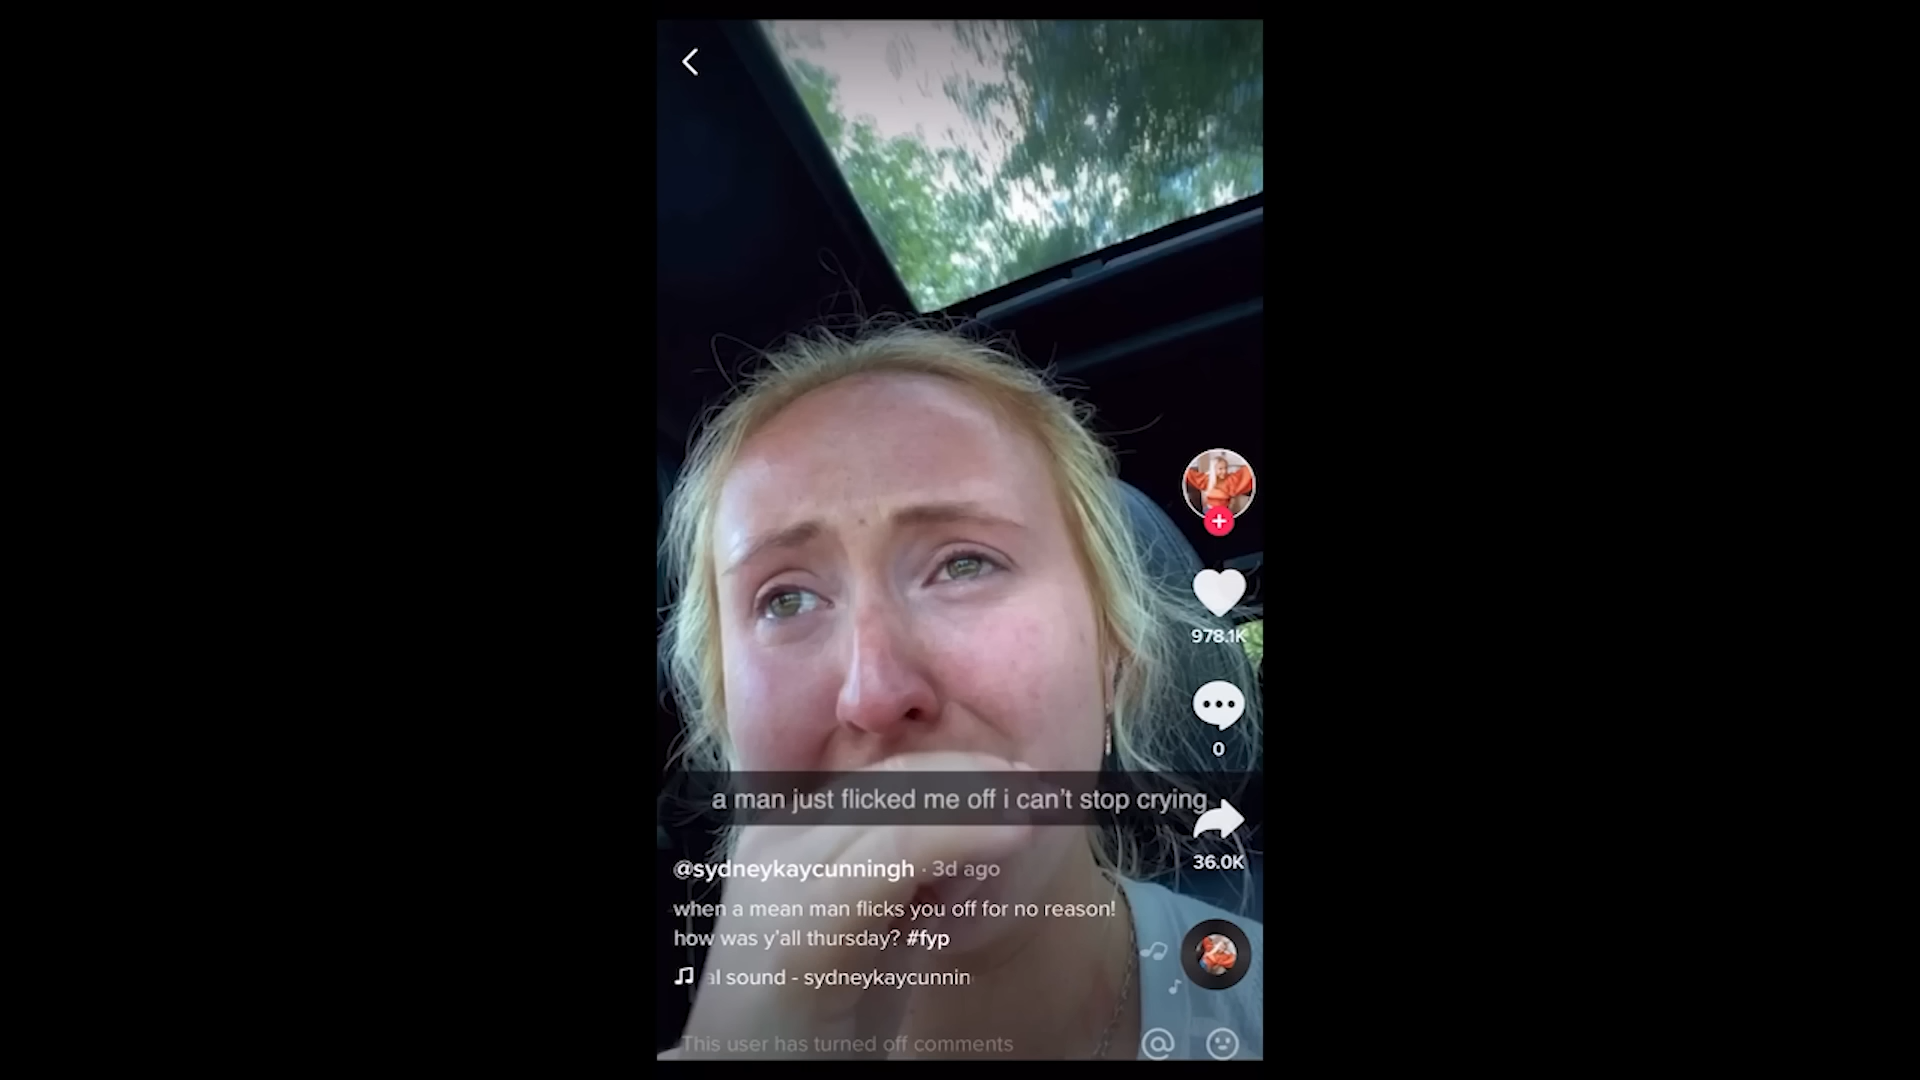 978.1K
0
a man just flicked me off i can't stop crying
36.0K
@sydneykaycunningh · 3d ago
when a mean man flicks you off for no reason!
how was y'all thursday? #fyp
al sound - sydneykaycunnin
This user has turned off comments